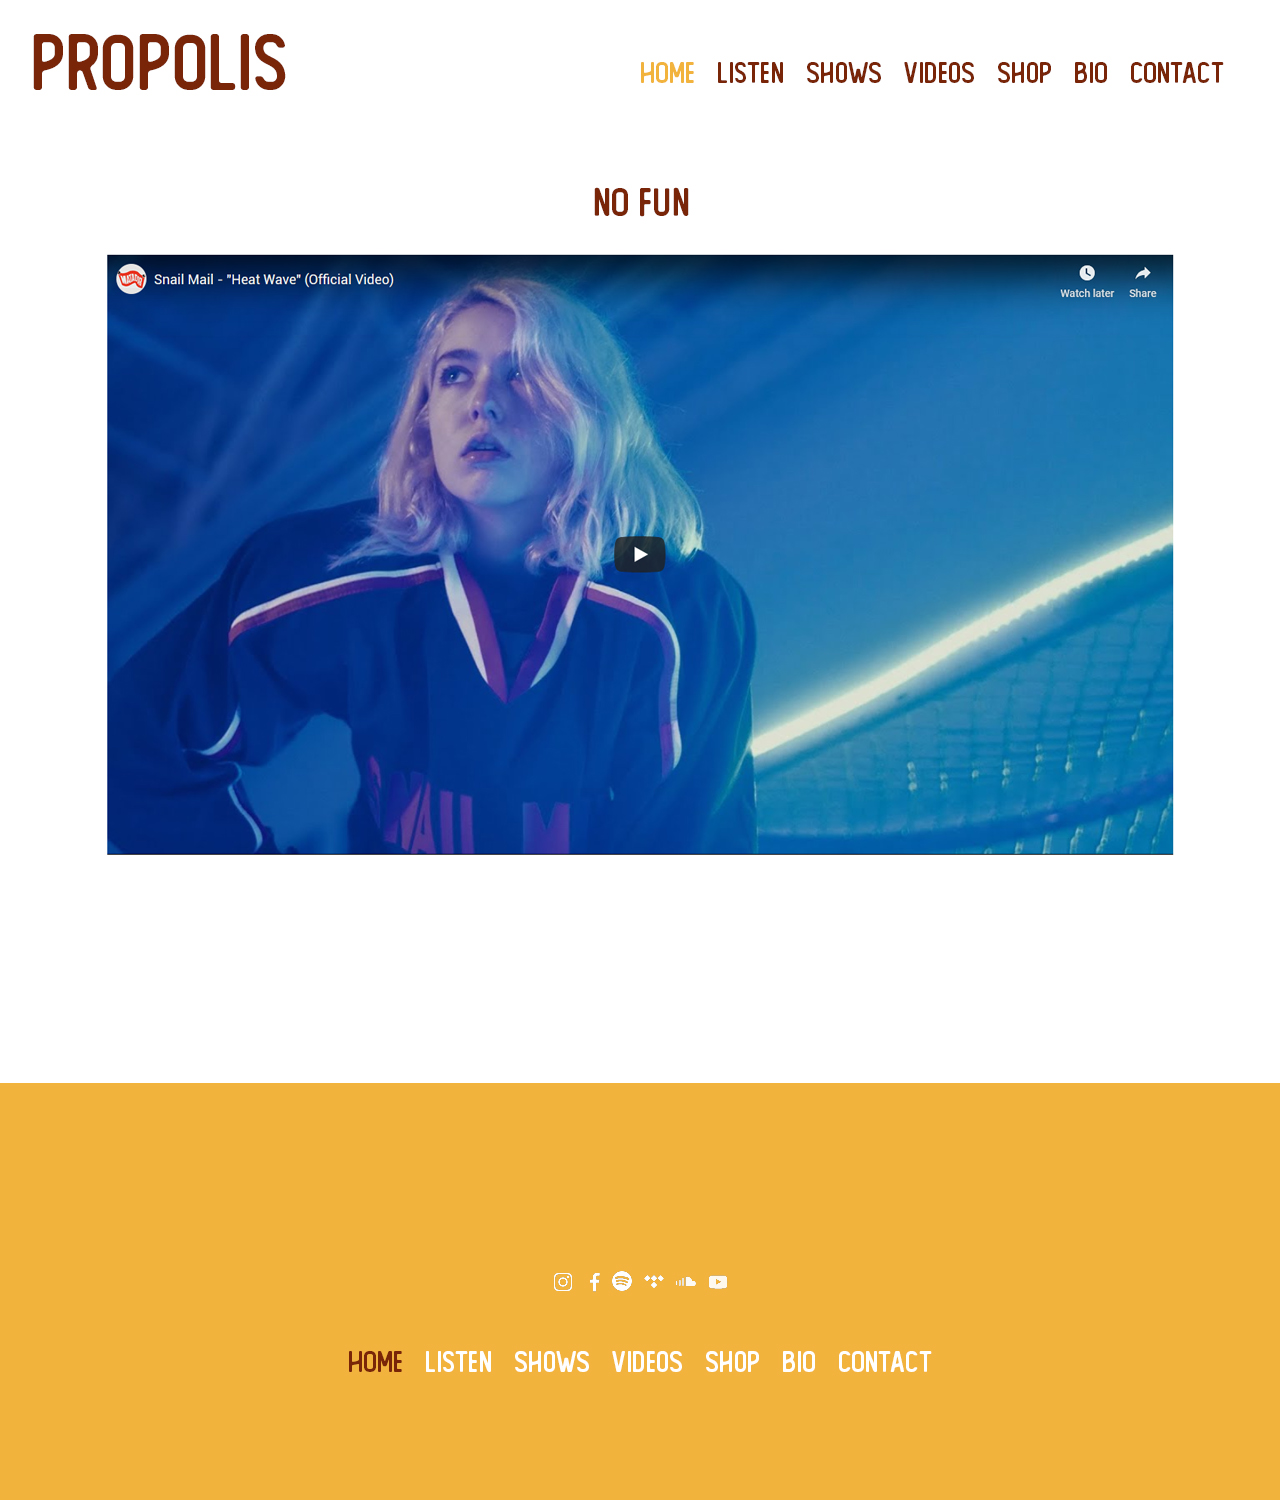 PROPOLIS
HOME LISTEN SHOWS VIDEOS SHOP BIO CONTACT
NO FUN
Snail Mail - "Heat Wave" (Official Video)
Watch later Share
HOME LISTEN SHOWS VIDEOS SHOP BIO CONTACT